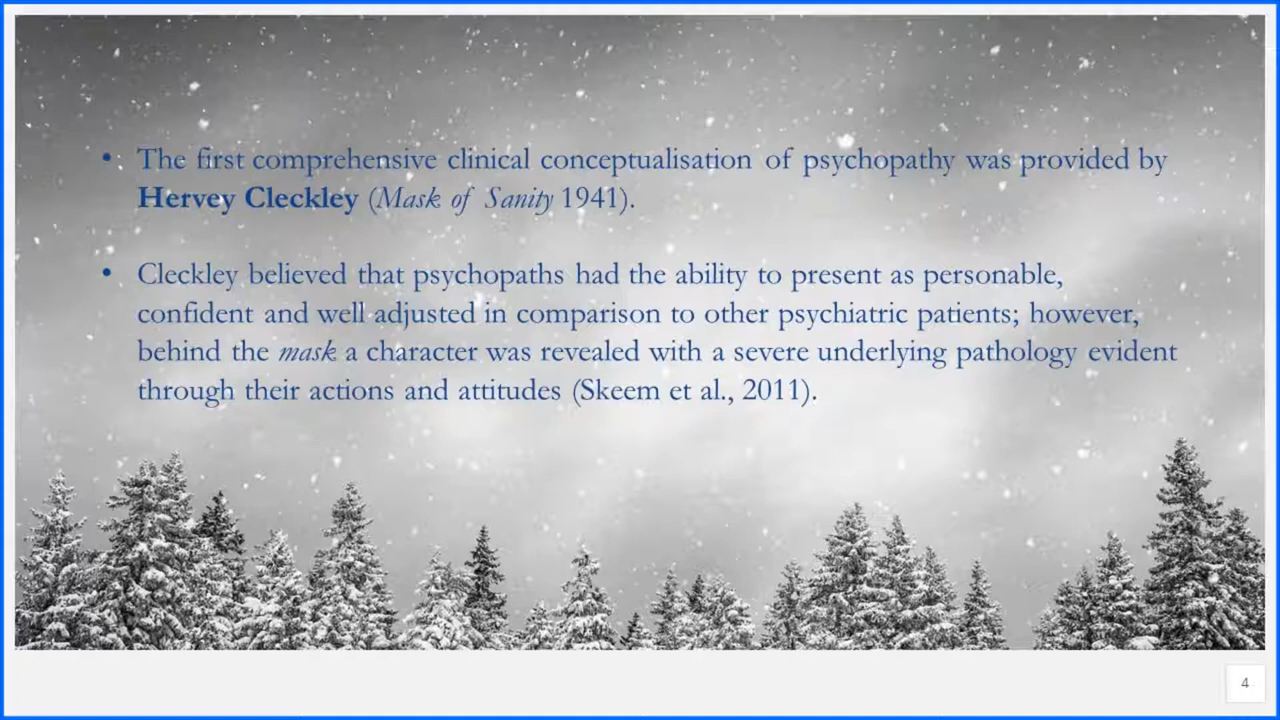 • The first comprehensive clinical conceptualisation of psychopathy was provided by
Hervey Cleckley (Mask of Sanity 1941).
• Cleckley believed that psychopaths had the ability to present as personable,
confident and well adjusted in comparison to other psychiatric patients; however,
behind the mask a character was revealed with a severe underlying pathology evident
through their actions and attitudes (Skeem et al., 2011).
4